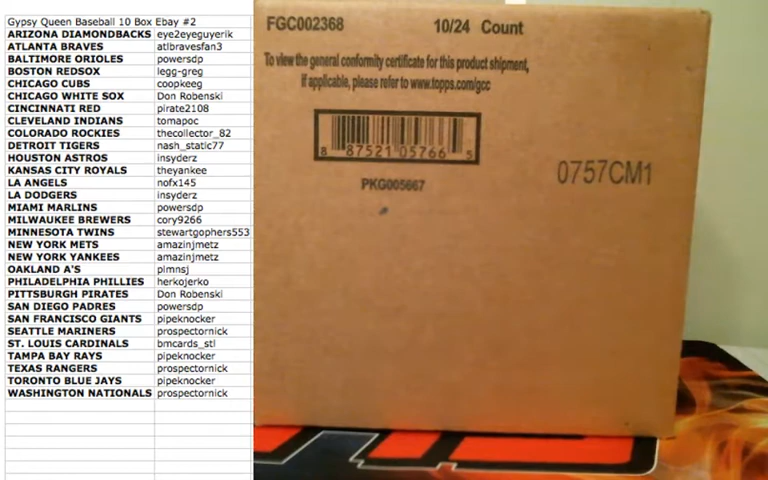 Gypsy Queen Baseball 10 Box Ebay #2
ARIZONA DIAMONDBACKS eye2eyeguyerik
ATLANTA BRAVES atlbravesfan3
BALTIMORE ORIOLES powersdp
BOSTON REDSOX legg-greg
CHICAGO CUBS coopkeeg
CHICAGO WHITE SOX Don Robenski
CINCINNATI RED pirate2108
CLEVELAND INDIANS tomapoc
COLORADO ROCKIES thecollector_82
DETROIT TIGERS nash_static77
HOUSTON ASTROS insyderz
KANSAS CITY ROYALS theyankee
LA ANGELS nofx145
LA DODGERS insyderz
MIAMI MARLINS powersdp
MILWAUKEE BREWERS cory9266
MINNESOTA TWINS stewartgophers553
NEW YORK METS amazinjmetz
NEW YORK YANKEES amazinjmetz
OAKLAND A'S plmnsj
PHILADELPHIA PHILLIES herkojerko
PITTSBURGH PIRATES Don Robenski
SAN DIEGO PADRES powersdp
SAN FRANCISCO GIANTS pipeknocker
SEATTLE MARINERS prospectornick
ST. LOUIS CARDINALS bmcards_stl
TAMPA BAY RAYS pipeknocker
TEXAS RANGERS prospectornick
TORONTO BLUE JAYS pipeknocker
WASHINGTON NATIONALS prospectornick
FGC002368 10/24 Count
To view the general conformity certificate for this product shipment,
if applicable, please refer to www.topps.com/gcc
8 87521 05766 5
PKG005667
0757CM1